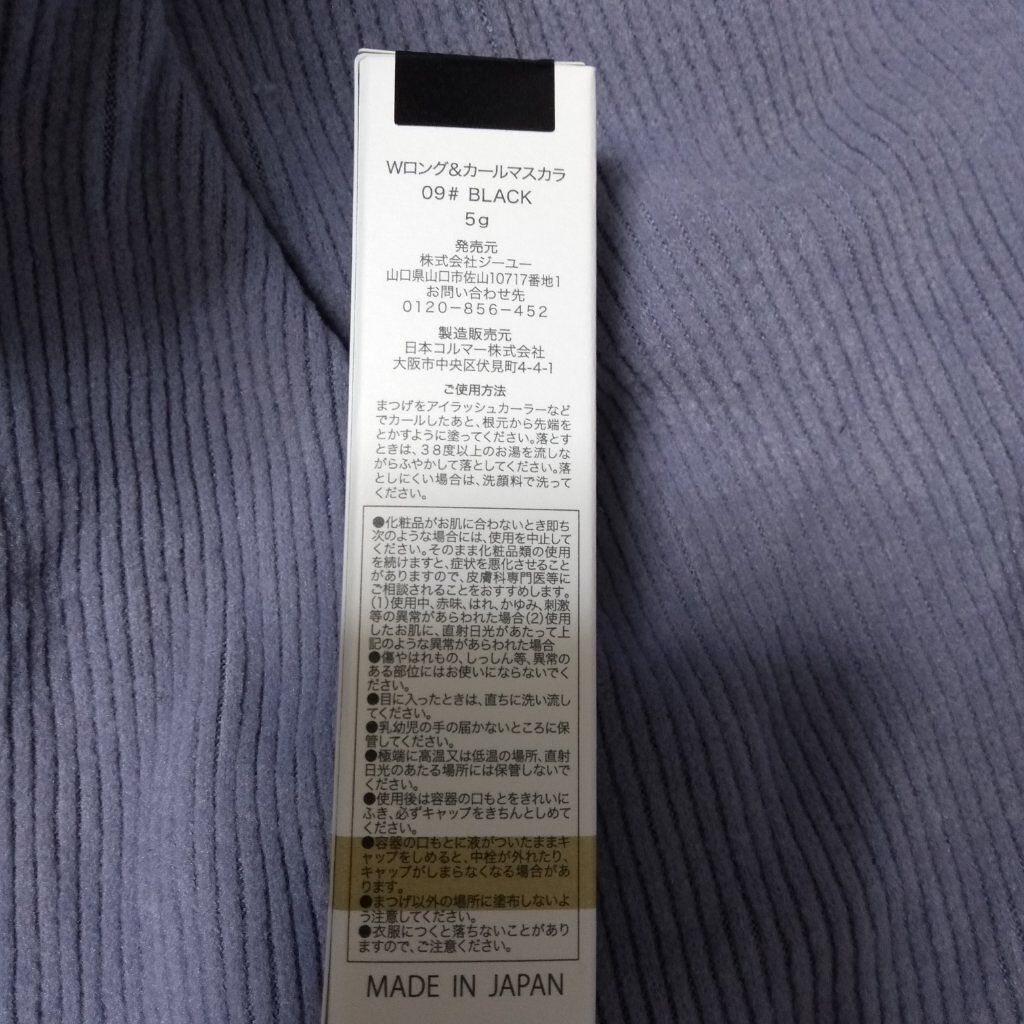 Wロング&カールマスカラ
09# BLACK
5g
発売元
株式会社ジーユー
山口県山口市佐山10717番地1
お問い合わせ先
0120−856−452
製造販売元
日本コルマー株式会社
大阪市中央区伏見町4-4-1
ご使用方法
まつげをアイラッシュカーラーなど
でカールしたあと、根元から先端を
とかすように塗ってください。落とす
ときは、38度以上のお湯を流しな
がらふやかして落としてください。落
としにくい場合は、洗顔料で洗って
ください。
●化粧品がお肌に合わないとき即ち
次のような場合には、使用を中止して
ください。そのまま化粧品類の使用
を続けますと、症状を悪化させること
がありますので、皮膚科専門医等に
ご相談されることをおすすめします。
(1)使用中、赤味、はれ、かゆみ、刺激
等の異常があらわれた場合(2)使用
したお肌に、直射日光があたって上
記のような異常があらわれた場合
●傷やはれもの、しっしん等、異常の
ある部位にはお使いにならないでく
ださい。
●目に入ったときは、直ちに洗い流し
てください。
●乳幼児の手の届かないところに保
管してください。
●極端に高温又は低温の場所、直射
日光のあたる場所には保管しないで
ください。
●使用後は容器の口もとをきれいに
ふき、必ずキャップをきちんとしめて
ください。
●容器の口もとに液がついたままキ
ャップをしめると、中栓が外れたり、
キャップがしまらなくなる場合があ
ります。
●まつげ以外の場所に塗布しないよ
う注意してください。
●衣服につくと落ちないことがあり
ますので、ご注意ください。
MADE IN JAPAN